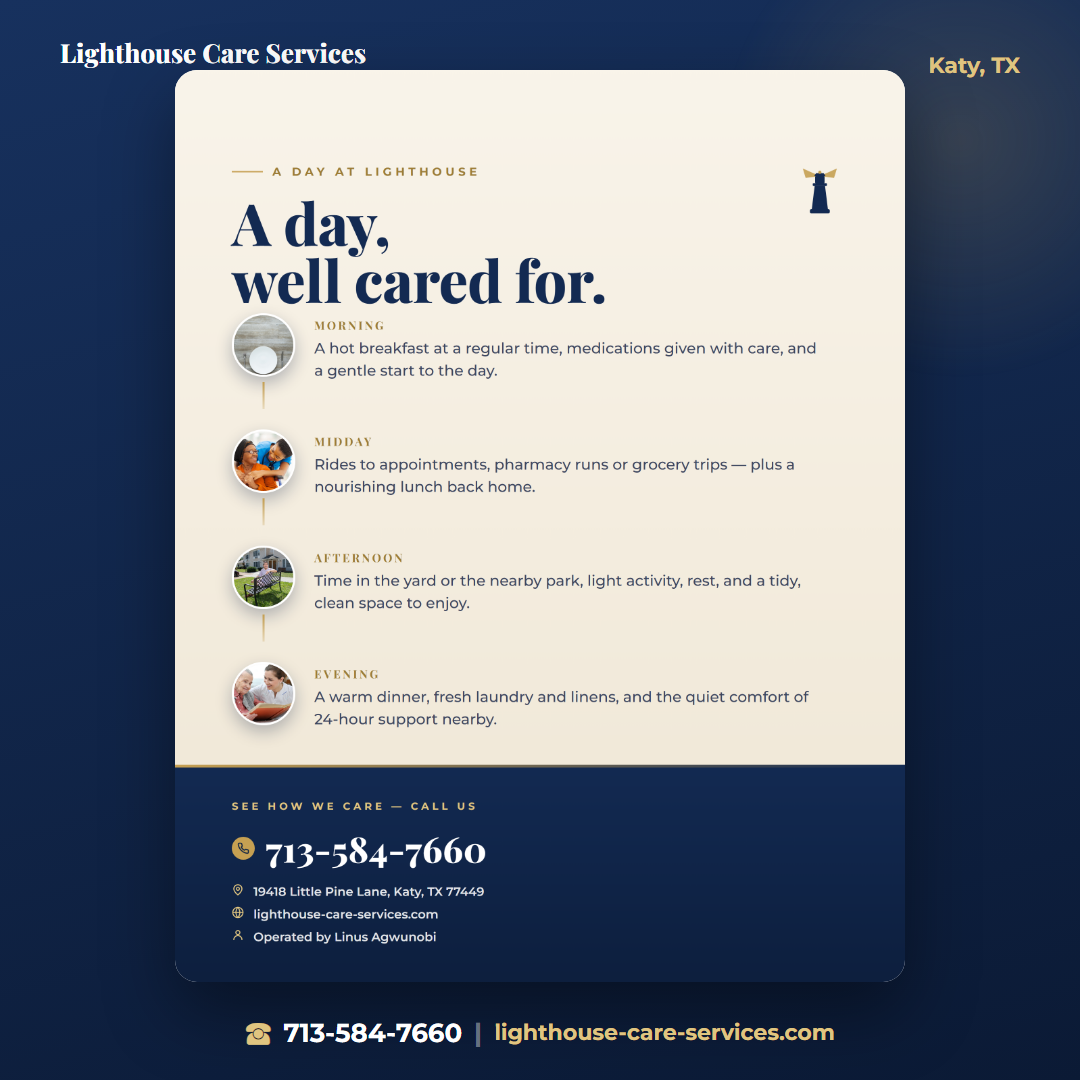 Lighthouse Care Services
Katy, TX
A DAY AT LIGHTHOUSE
A day,
well cared for.
MORNING
A hot breakfast at a regular time, medications given with care, and
a gentle start to the day.
MIDDAY
Rides to appointments, pharmacy runs or grocery trips — plus a
nourishing lunch back home.
AFTERNOON
Time in the yard or the nearby park, light activity, rest, and a tidy,
clean space to enjoy.
EVENING
A warm dinner, fresh laundry and linens, and the quiet comfort of
24-hour support nearby.
SEE HOW WE CARE — CALL US
713-584-7660
19418 Little Pine Lane, Katy, TX 77449
lighthouse-care-services.com
Operated by Linus Agwunobi
713-584-7660 | lighthouse-care-services.com